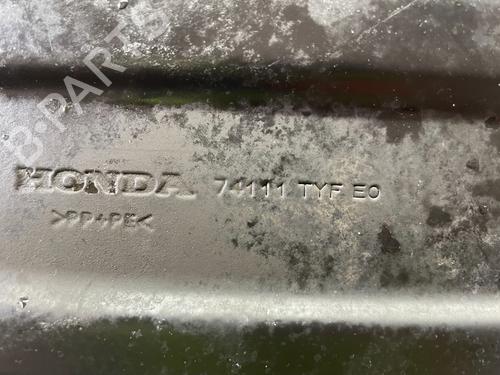 B-PARTS
HONDA 74111 TYF E0
>PP+PE<